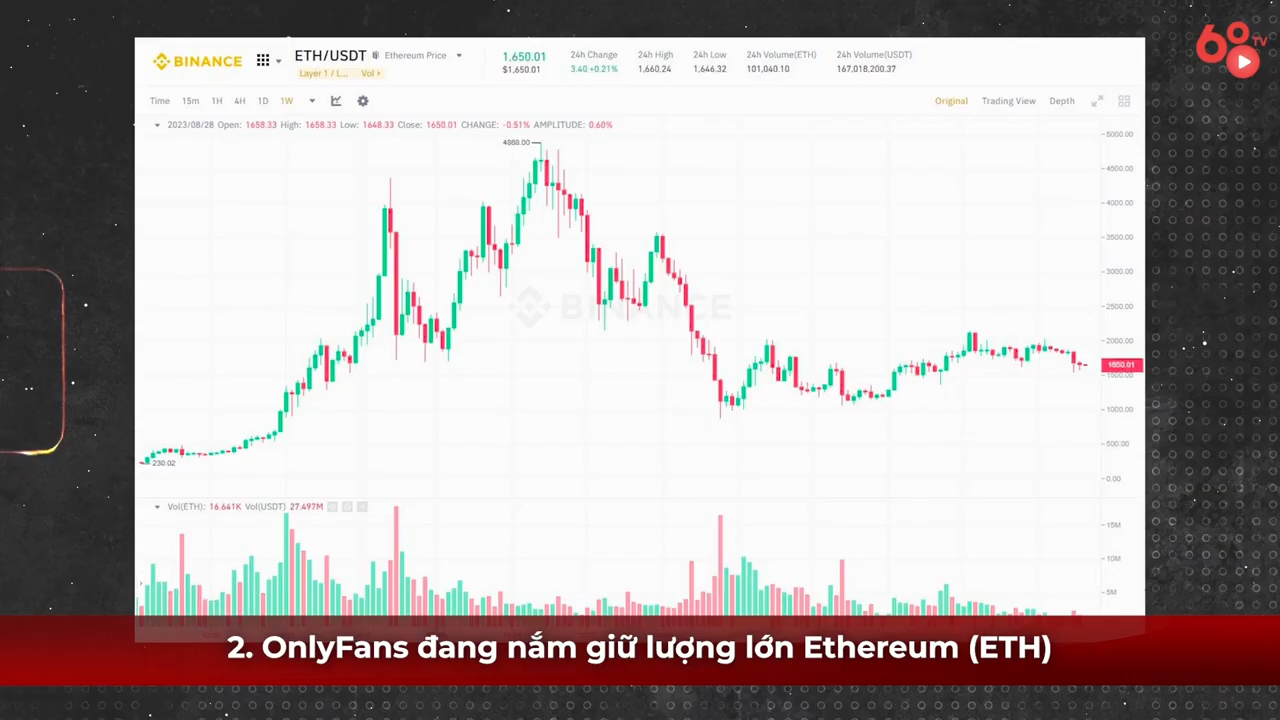 68
TV
BINANCE
ETH/USDT Ethereum Price
Layer 1 / L... Vol
1,650.01
$1,650.01
24h Change
3.40 +0.21%
24h High
1,660.24
24h Low
1,646.32
24h Volume(ETH)
101,040.10
24h Volume(USDT)
167,018,200.37
Time 15m 1H 4H 1D 1W
Original Trading View Depth
2023/08/28 Open: 1658.33 High: 1658.33 Low: 1648.33 Close: 1650.01 CHANGE: -0.51% AMPLITUDE: 0.60%
5000.00
4868.00
4500.00
4000.00
3500.00
3000.00
BINANCE
2500.00
2000.00
1650.01
1500.00
1000.00
500.00
230.02
0.00
Vol(ETH): 16.641K Vol(USDT) 27.497M
15M
10M
5M
2. OnlyFans đang nắm giữ lượng lớn Ethereum (ETH)